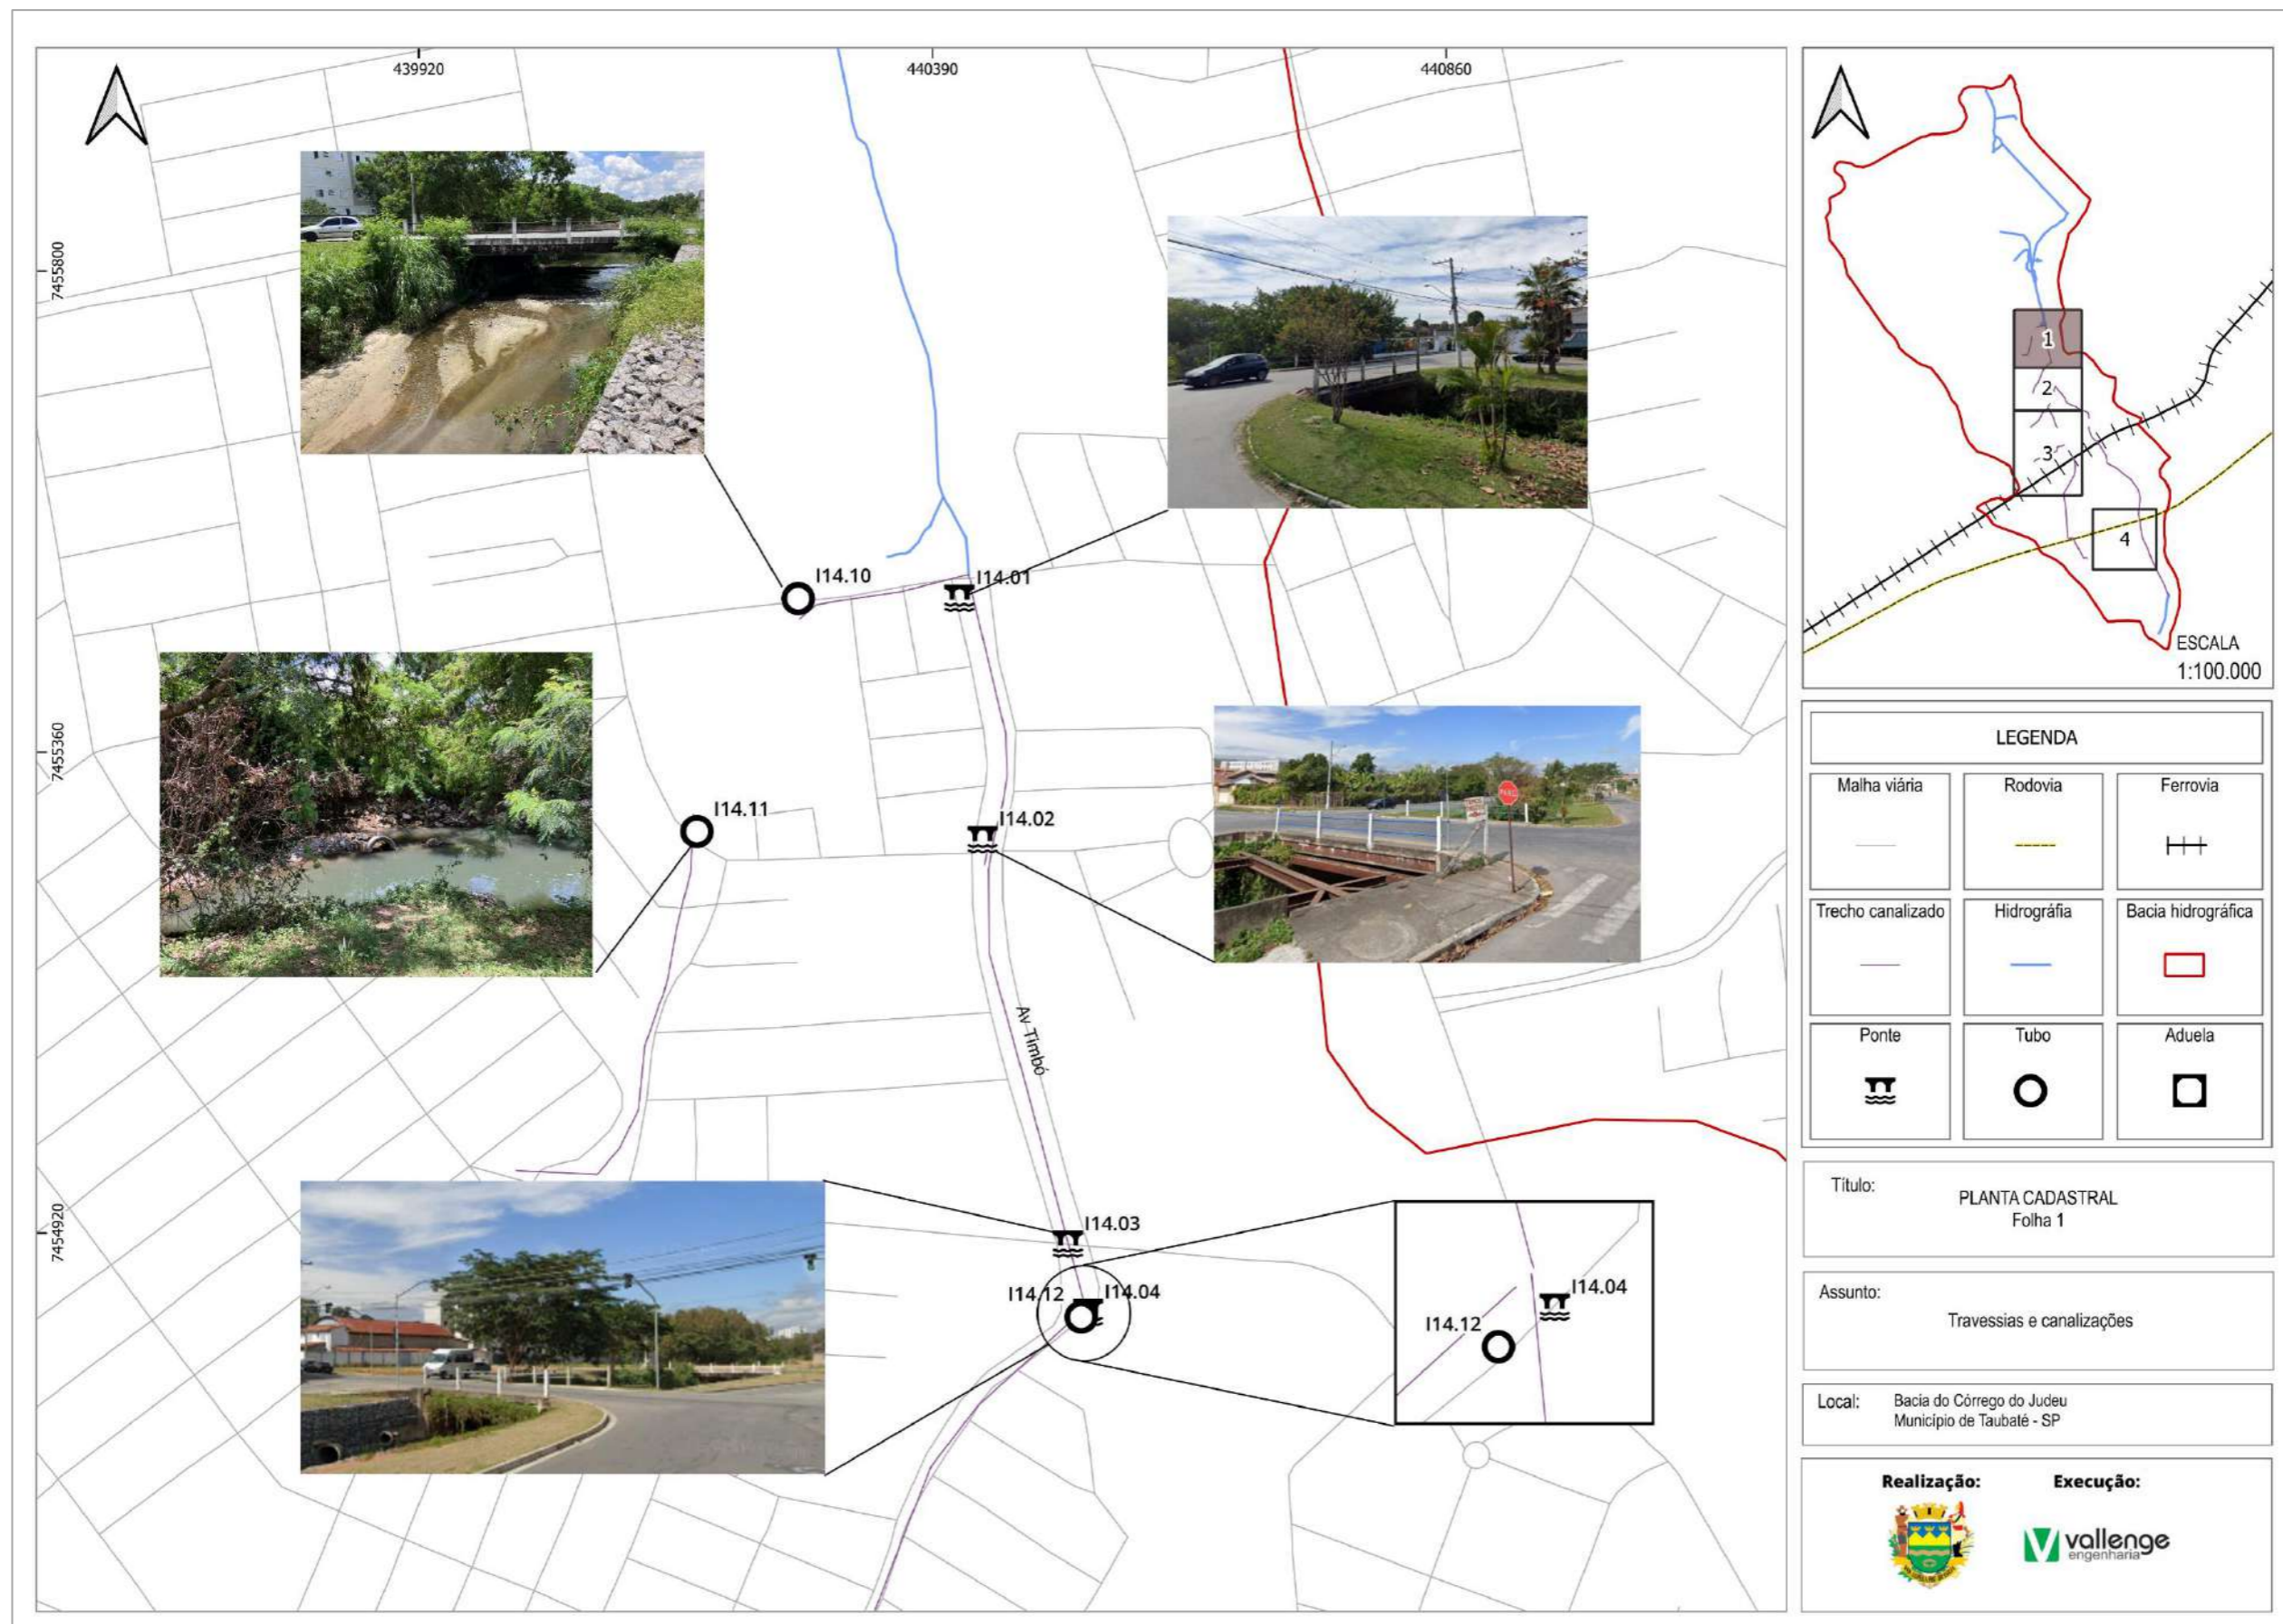 439920
440390
440860
7455800
7455360
7454920
I14.10
I14.01
I14.11
I14.02
Av Timbó
I14.03
I14.12
I14.04
I14.04
I14.12
1
2
3
4
ESCALA
1:100.000
LEGENDA
Malha viária
Rodovia
Ferrovia
Trecho canalizado
Hidrográfia
Bacia hidrográfica
Ponte
Tubo
Aduela
Título:
PLANTA CADASTRAL
Folha 1
Assunto:
Travessias e canalizações
Local:
Bacia do Córrego do Judeu
Município de Taubaté - SP
Realização:
Execução:
vallenge
engenharia